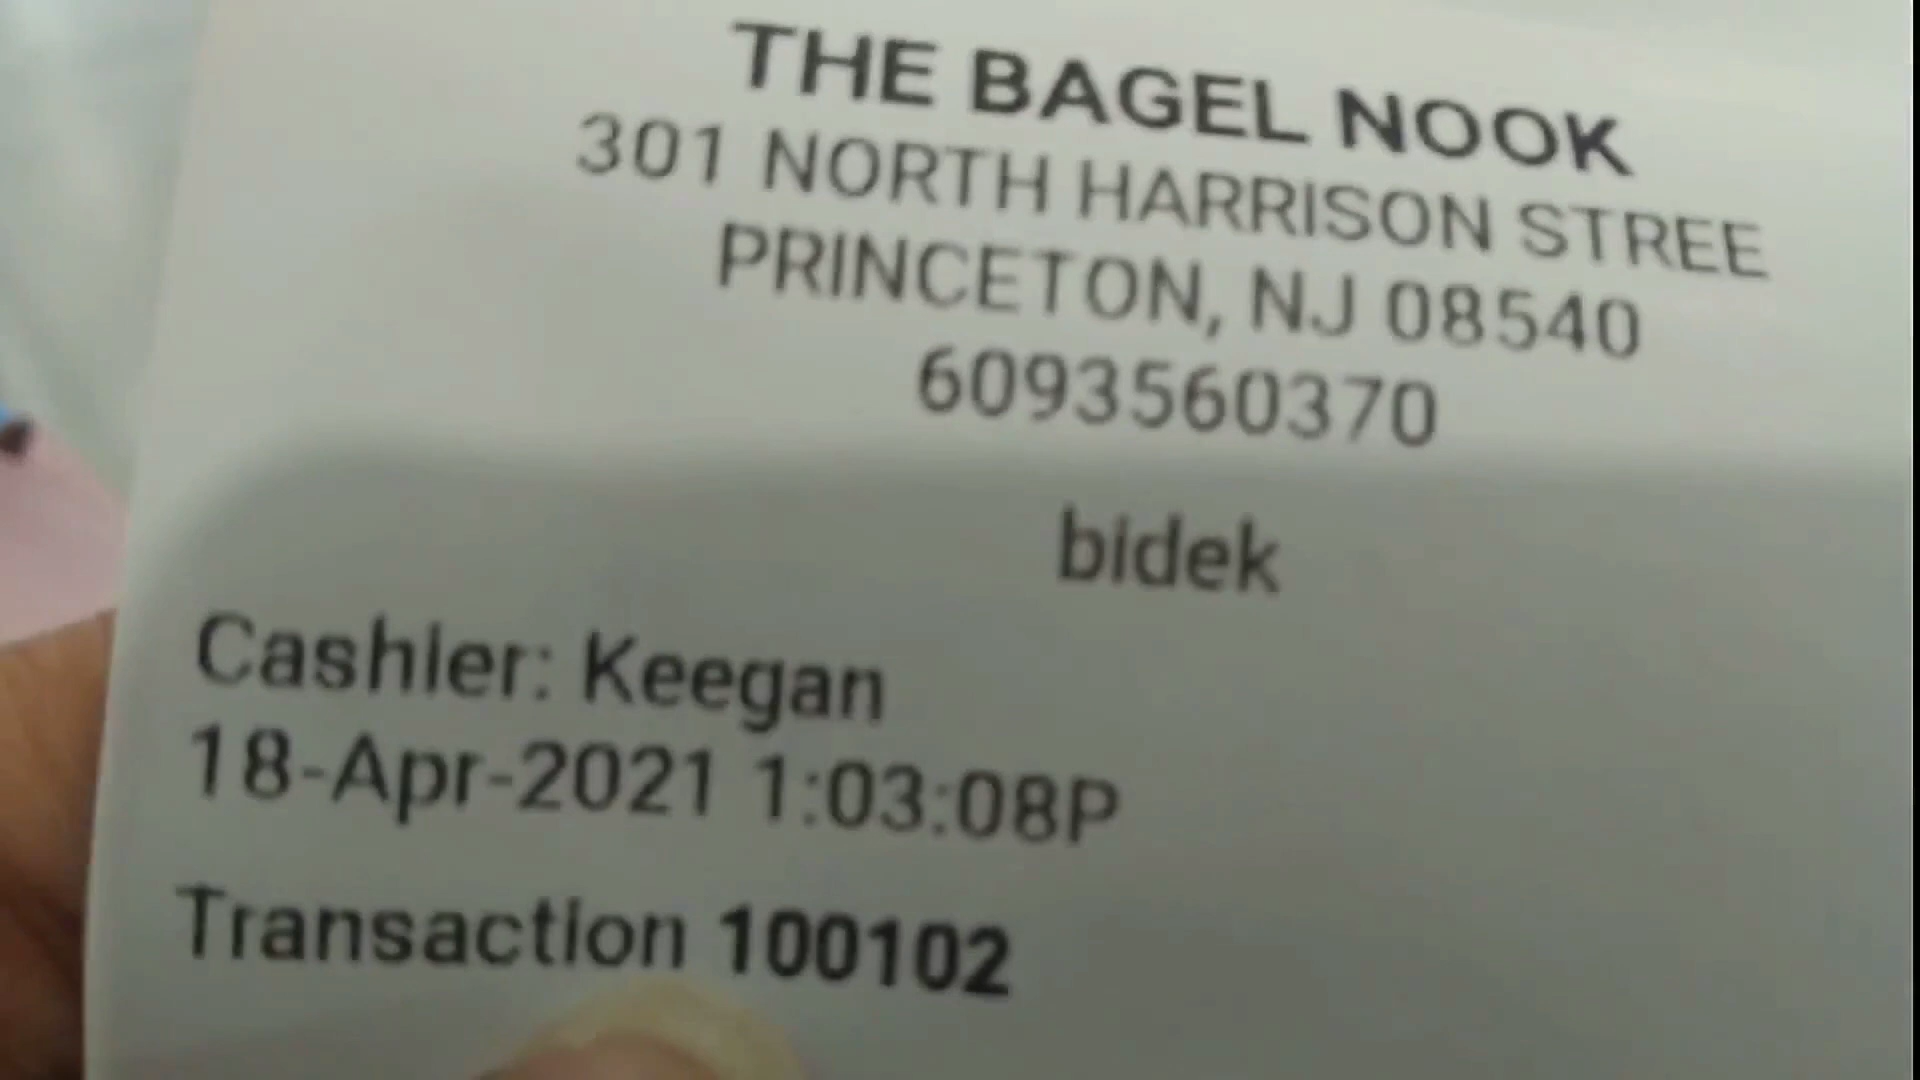 THE BAGEL NOOK
301 NORTH HARRISON STREE
PRINCETON, NJ 08540
6093560370
bidek
Cashier: Keegan
18-Apr-2021 1:03:08P
Transaction 100102